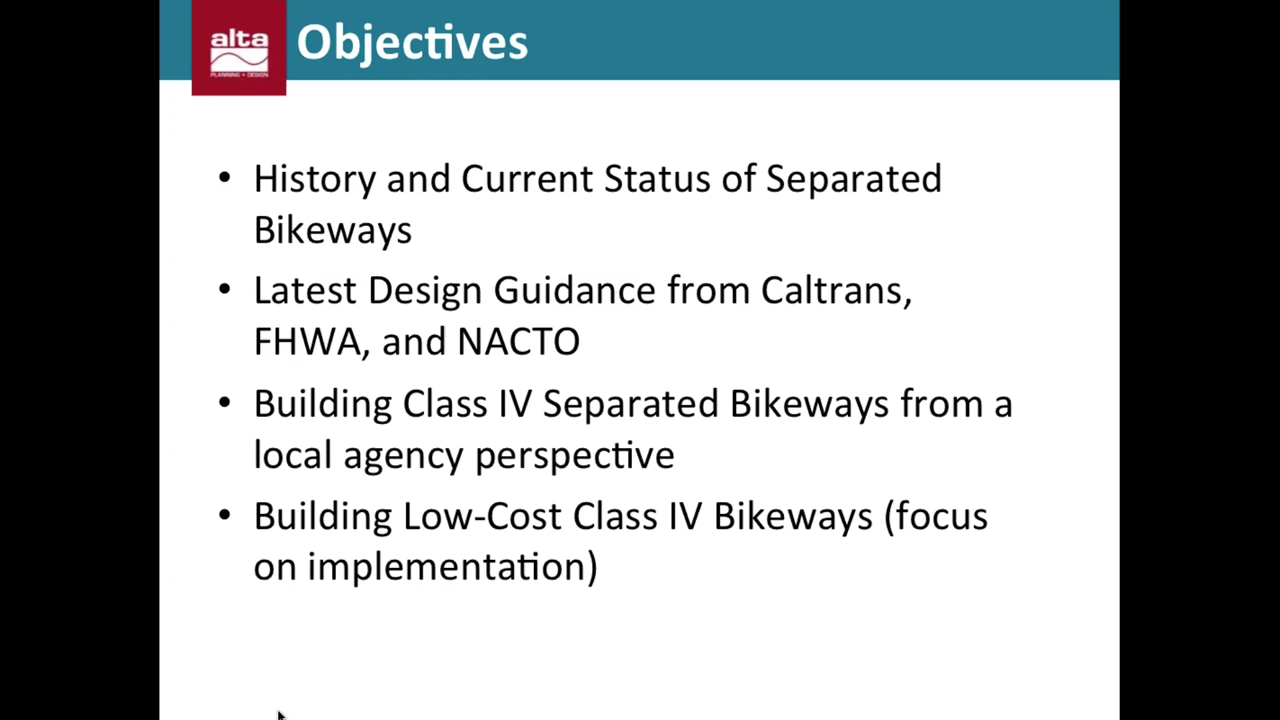 alta
PLANNING + DESIGN
Objectives
• History and Current Status of Separated
Bikeways
• Latest Design Guidance from Caltrans,
FHWA, and NACTO
• Building Class IV Separated Bikeways from a
local agency perspective
• Building Low-Cost Class IV Bikeways (focus
on implementation)